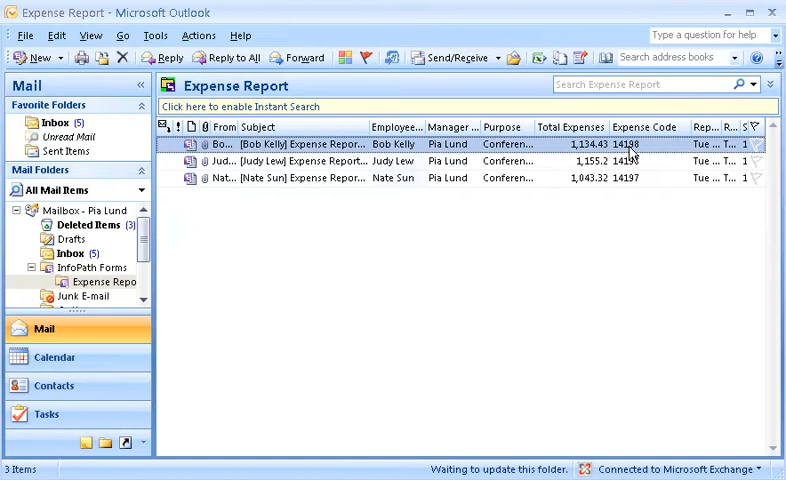 Expense Report - Microsoft Outlook
File Edit View Go Tools Actions Help
Type a question for help
New Reply Reply to All Forward Send/Receive Search address books
Mail
Expense Report
Search Expense Report
Favorite Folders
Click here to enable Instant Search
Inbox (5)
Unread Mail
Sent Items
From Subject Employee... Manager ... Purpose Total Expenses Expense Code Rep... R... S
Bo... [Bob Kelly] Expense Repor... Bob Kelly Pia Lund Conferen... 1,134.43 14198 Tue ... T... 1
Jud... [Judy Lew] Expense Report... Judy Lew Pia Lund Conferen... 1,155.2 14198 Tue ... T... 1
Nat... [Nate Sun] Expense Repor... Nate Sun Pia Lund Conferen... 1,043.32 14197 Tue ... T... 1
Mail Folders
All Mail Items
Mailbox - Pia Lund
Deleted Items (3)
Drafts
Inbox (5)
InfoPath Forms
Expense Repo
Junk E-mail
Mail
Calendar
Contacts
Tasks
3 Items
Waiting to update this folder.
Connected to Microsoft Exchange